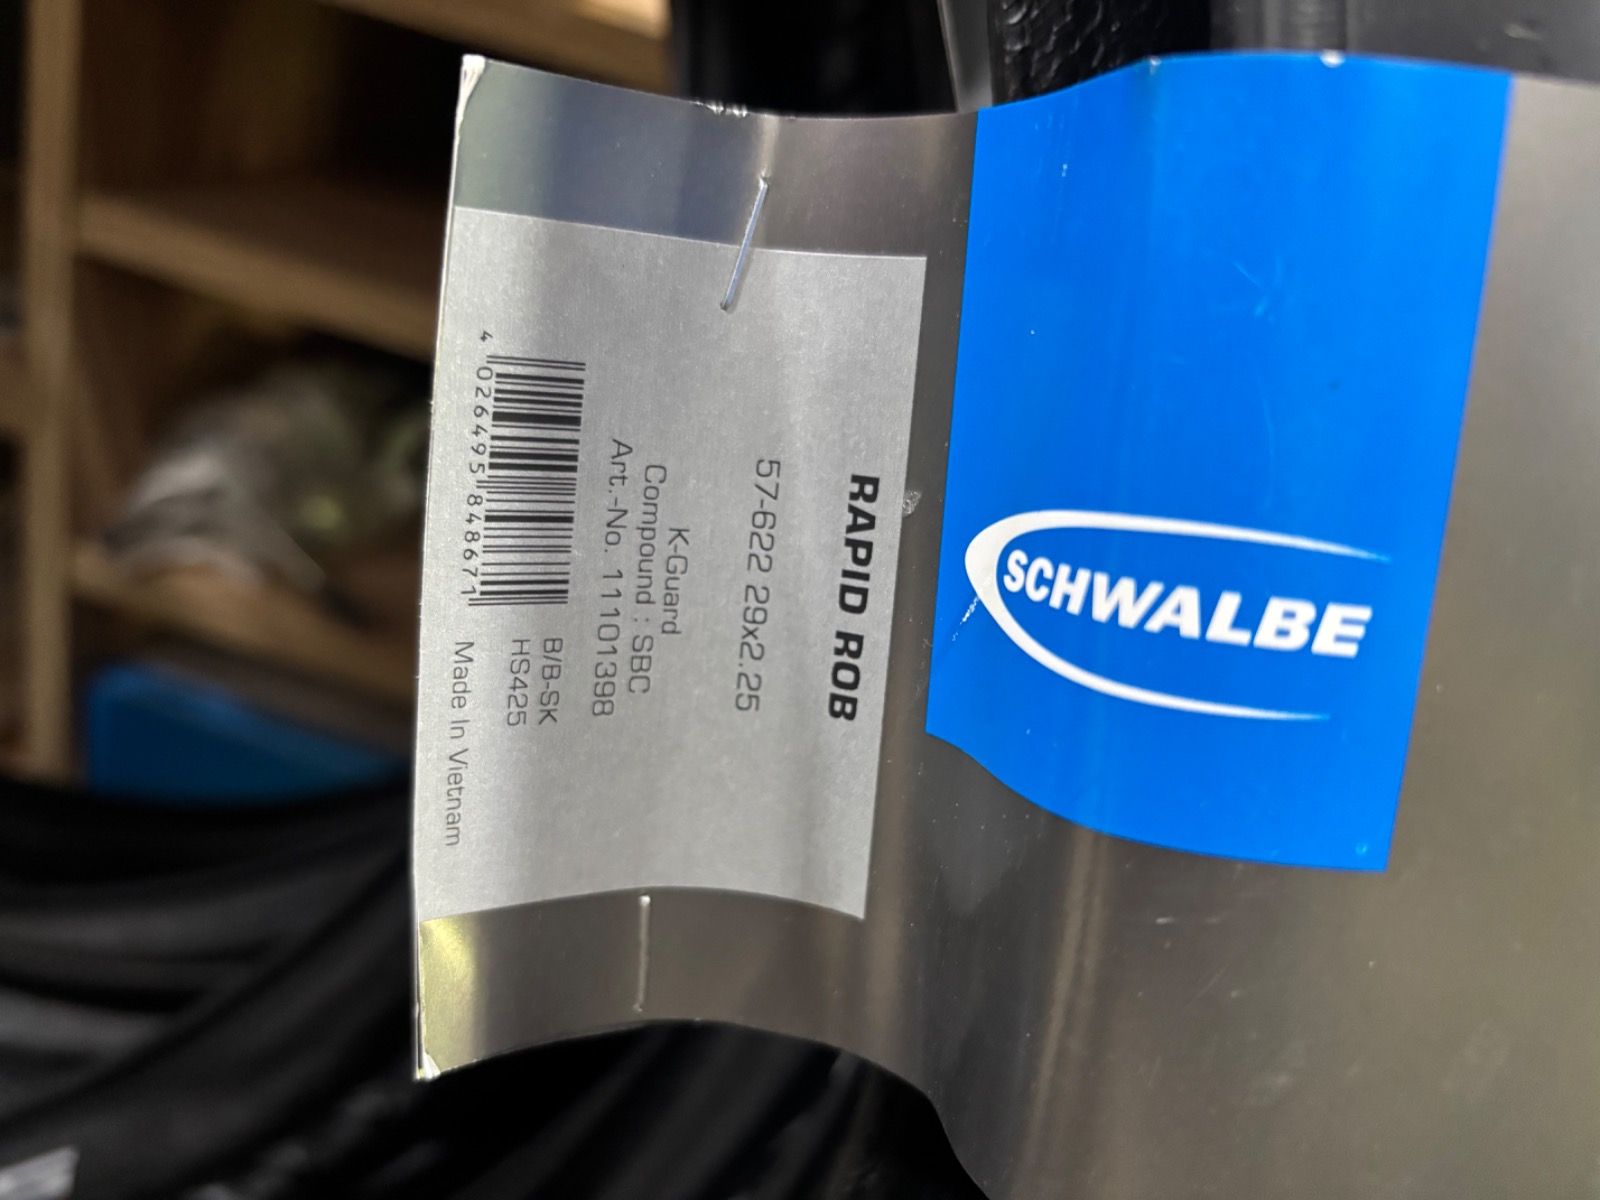 SCHWALBE
RAPID ROB
57-622 29x2.25
K-Guard
Compound : SBC
Art.-No. 11101398
B/B-SK
HS425
4 026495 848671
Made In Vietnam